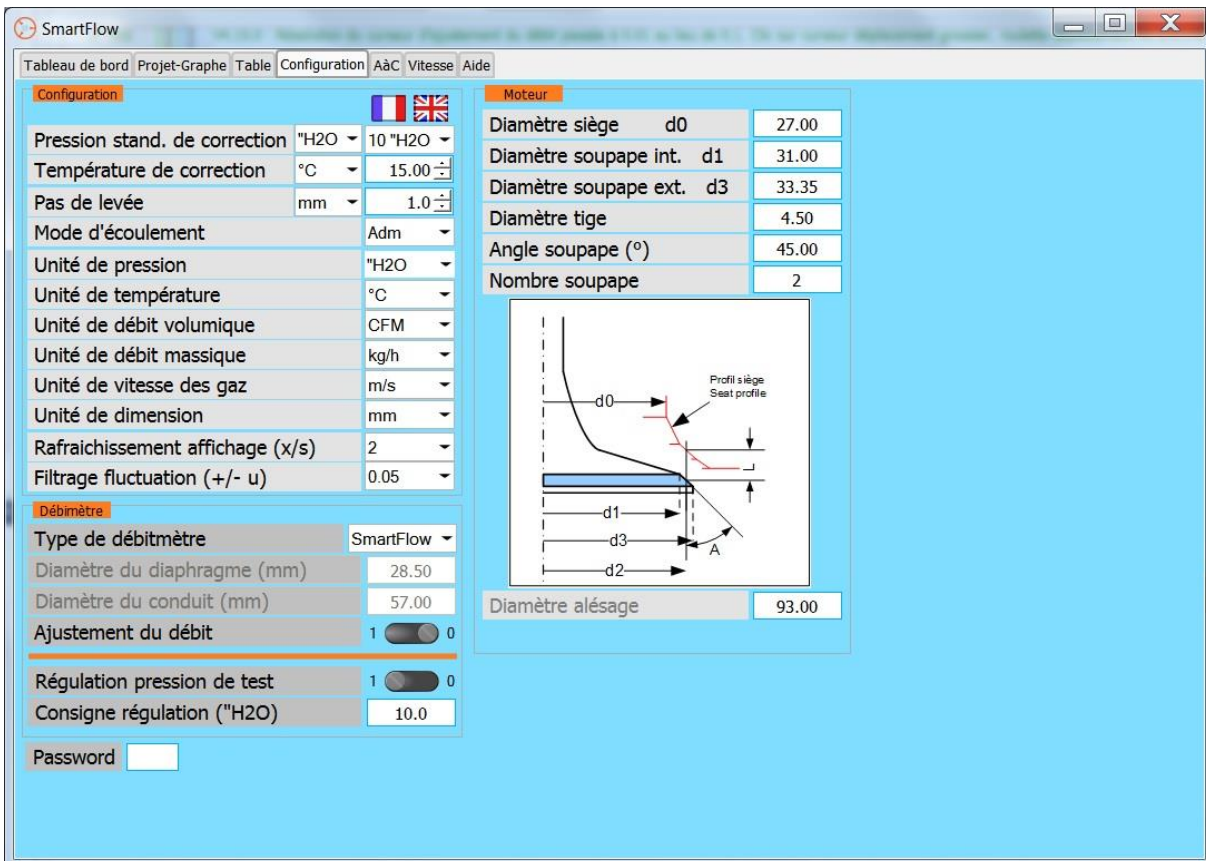 SmartFlow
Tableau de bord Projet-Graphe Table Configuration AàC Vitesse Aide
Configuration
Pression stand. de correction "H2O 10 "H2O
Température de correction °C 15.00
Pas de levée mm 1.0
Mode d'écoulement Adm
Unité de pression "H2O
Unité de température °C
Unité de débit volumique CFM
Unité de débit massique kg/h
Unité de vitesse des gaz m/s
Unité de dimension mm
Rafraichissement affichage (x/s) 2
Filtrage fluctuation (+/- u) 0.05
Débimètre
Type de débitmètre SmartFlow
Diamètre du diaphragme (mm) 28.50
Diamètre du conduit (mm) 57.00
Ajustement du débit 1 0
Régulation pression de test 1 0
Consigne régulation ("H2O) 10.0
Password
Moteur
Diamètre siège d0 27.00
Diamètre soupape int. d1 31.00
Diamètre soupape ext. d3 33.35
Diamètre tige 4.50
Angle soupape (º) 45.00
Nombre soupape 2
Profil siège
Seat profile
d0
L
d1
d3
A
d2
Diamètre alésage 93.00